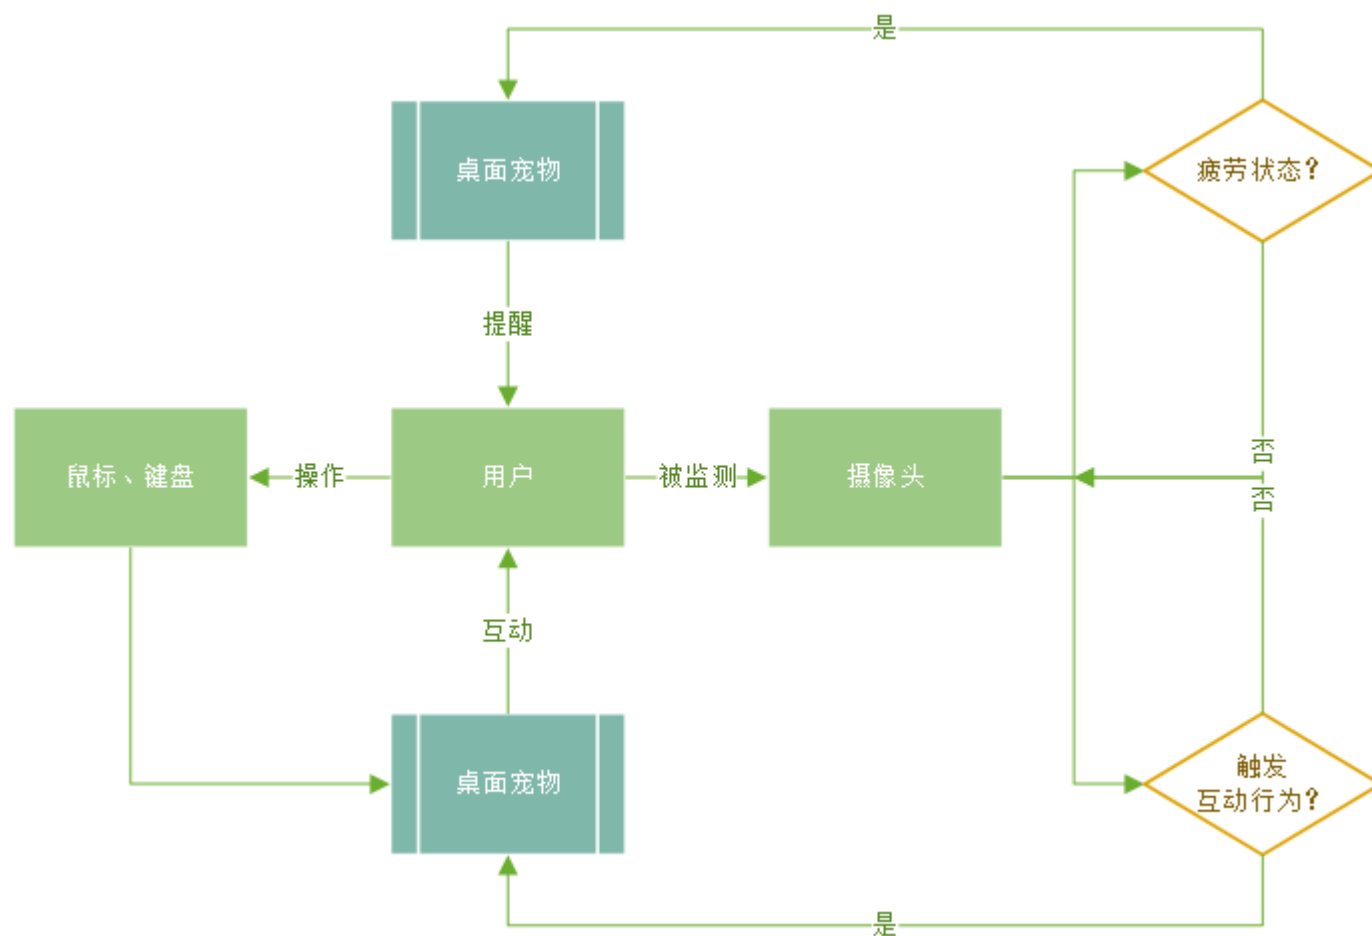 是
桌面宠物
疲劳状态？
提醒
鼠标、键盘
操作
用户
被监测
摄像头
否
否
互动
桌面宠物
触发
互动行为？
是